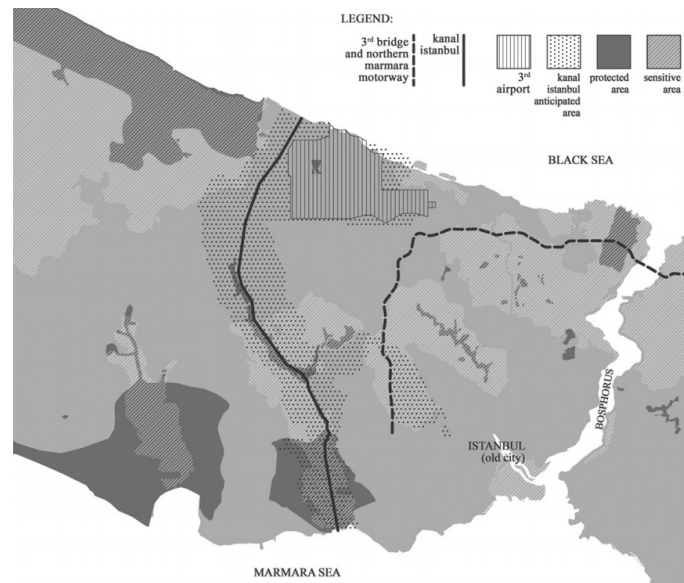 LEGEND:
3rd bridge
and northern
marmara
motorway
kanal
istanbul
3rd
airport
kanal
istanbul
anticipated
area
protected
area
sensitive
area
BLACK SEA
BOSPHORUS
ISTANBUL
(old city)
MARMARA SEA